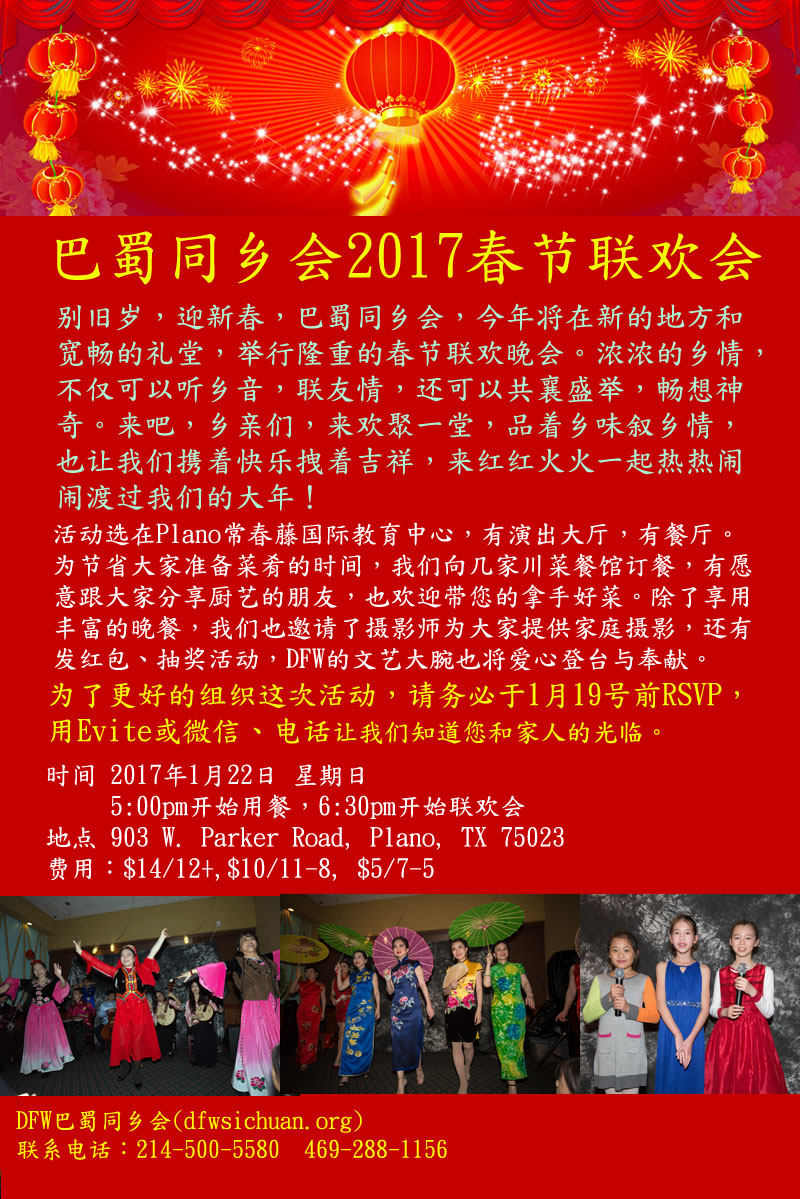 巴蜀同乡会2017春节联欢会
别旧岁，迎新春，巴蜀同乡会，今年将在新的地方和
宽畅的礼堂，举行隆重的春节联欢晚会。浓浓的乡情，
不仅可以听乡音，联友情，还可以共襄盛举，畅想神
奇。来吧，乡亲们，来欢聚一堂，品着乡味叙乡情，
也让我们携着快乐拽着吉祥，来红红火火一起热热闹
闹渡过我们的大年！
活动选在Plano常春藤国际教育中心，有演出大厅，有餐厅。
为节省大家准备菜肴的时间，我们向几家川菜餐馆订餐，有愿
意跟大家分享厨艺的朋友，也欢迎带您的拿手好菜。除了享用
丰富的晚餐，我们也邀请了摄影师为大家提供家庭摄影，还有
发红包、抽奖活动，DFW的文艺大腕也将爱心登台与奉献。
为了更好的组织这次活动，请务必于1月19号前RSVP，
用Evite或微信、电话让我们知道您和家人的光临。
时间 2017年1月22日 星期日
5:00pm开始用餐，6:30pm开始联欢会
地点 903 W. Parker Road, Plano, TX 75023
费用：$14/12+,$10/11-8, $5/7-5
DFW巴蜀同乡会(dfwsichuan.org)
联系电话：214-500-5580 469-288-1156